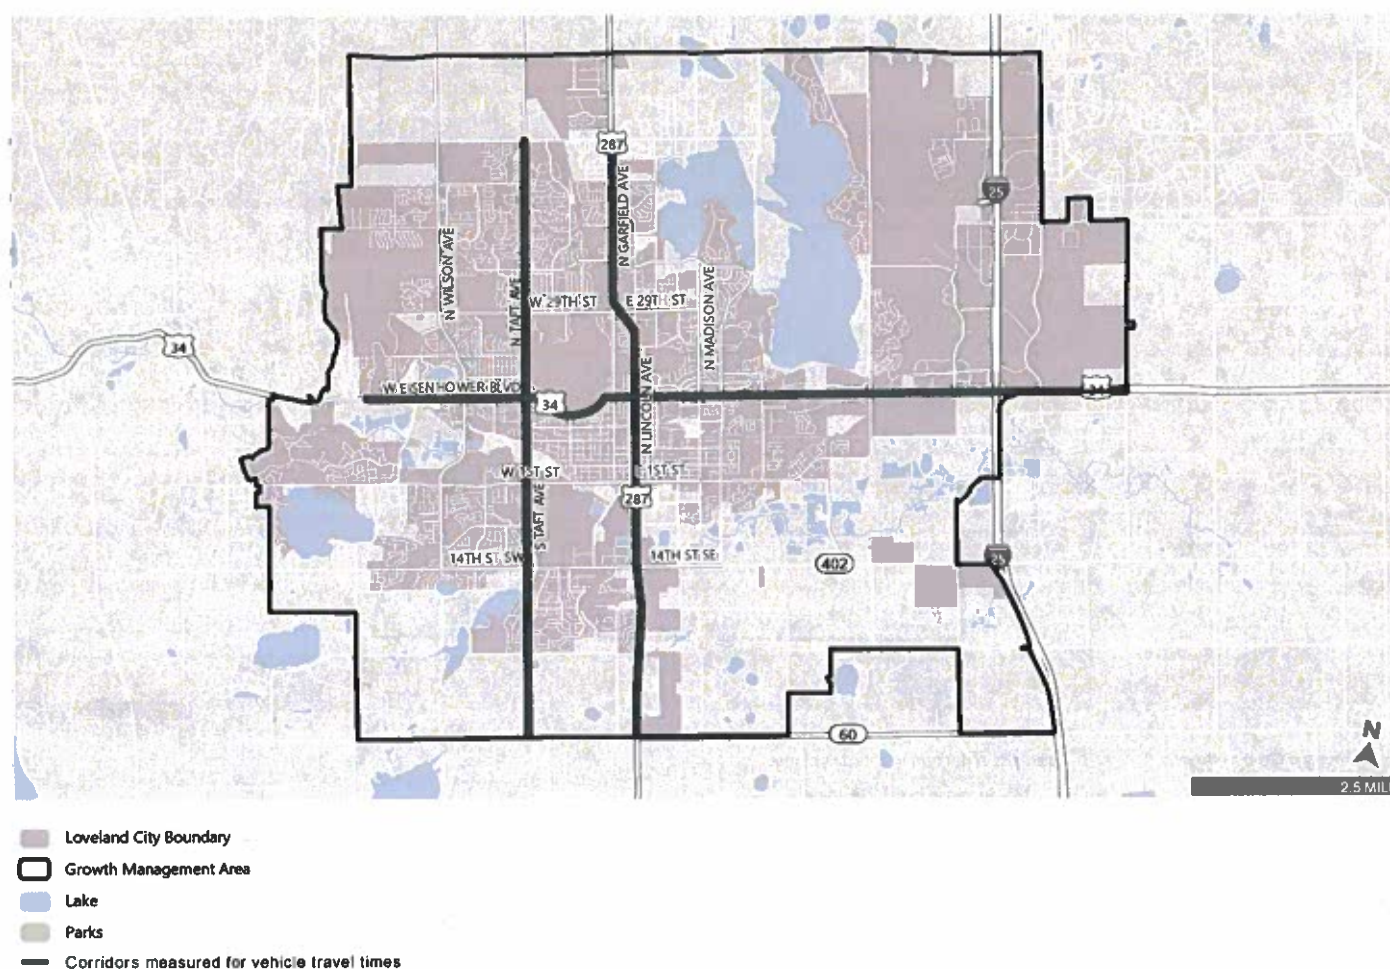 287
N GARFIELD AVE
25
N WILSON AVE
N TAFT AVE
W 29TH ST
E 29TH ST
N MADISON AVE
34
W EISENHOWER BLVD
34
34
N LINCOLN AVE
W 1ST ST
E 1ST ST
287
S TAFT AVE
14TH ST SW
14TH ST SE
402
25
60
N
2.5 MIL
Loveland City Boundary
Growth Management Area
Lake
Parks
Corridors measured for vehicle travel times